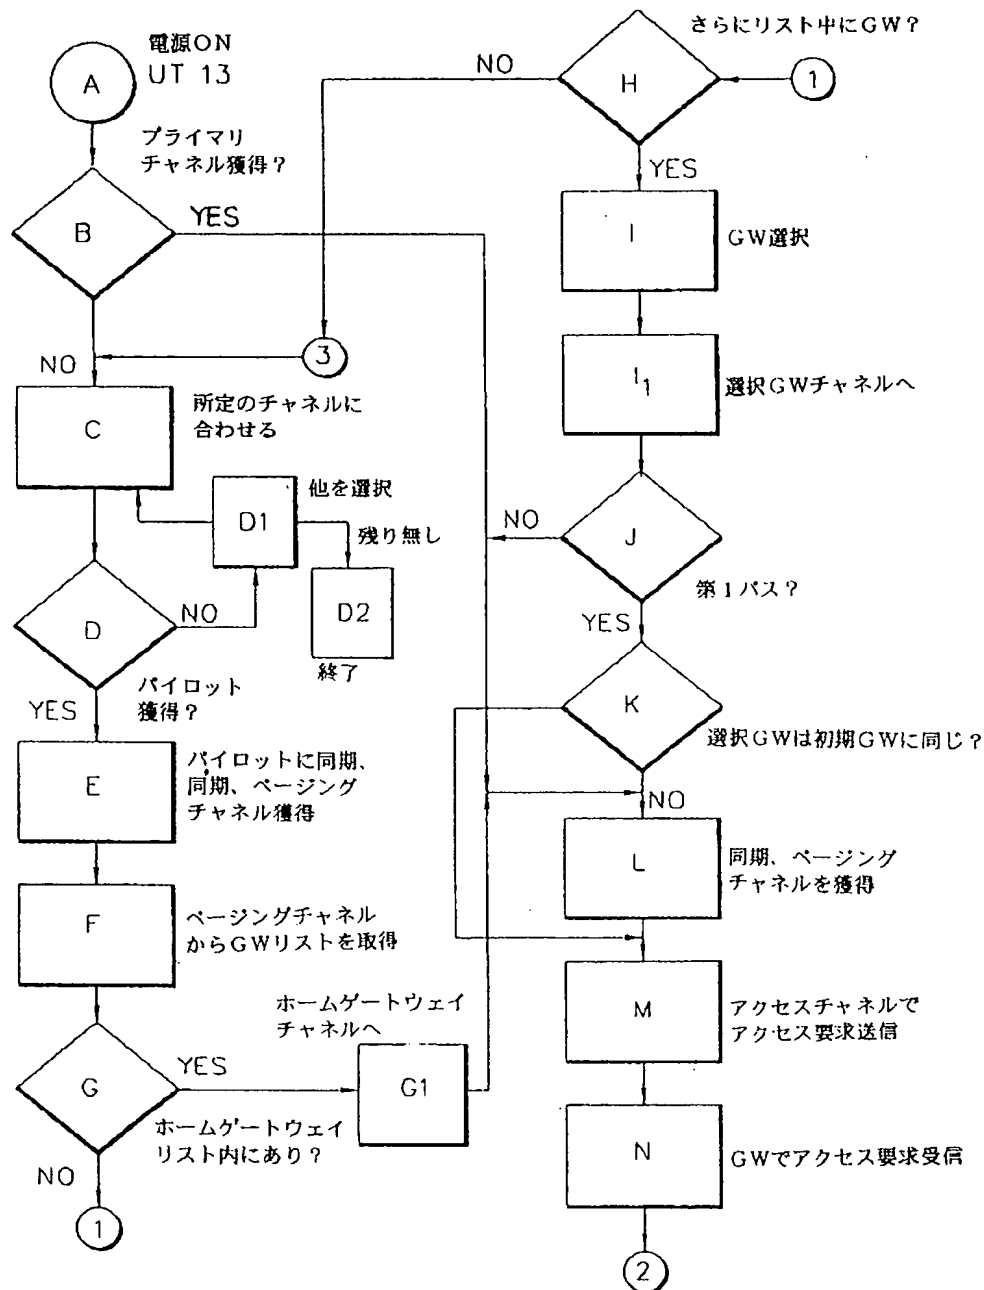 電源ON
UT 13
A
プライマリ
チャネル獲得?
B
YES
NO
3
C
所定のチャネルに
合わせる
D1
他を選択
残り無し
D2
終了
D
NO
YES
パイロット
獲得?
E
パイロットに同期、
同期、ページング
チャネル獲得
F
ページングチャネル
からGWリストを取得
ホームゲートウェイ
チャネルへ
G
YES
G1
ホームゲートウェイ
リスト内にあり?
NO
1
さらにリスト中にGW?
NO
H
1
YES
I
GW選択
I1
選択GWチャネルへ
NO
J
第1パス?
YES
K
選択GWは初期GWに同じ?
NO
L
同期、ページング
チャネルを獲得
M
アクセスチャネルで
アクセス要求送信
N
GWでアクセス要求受信
2